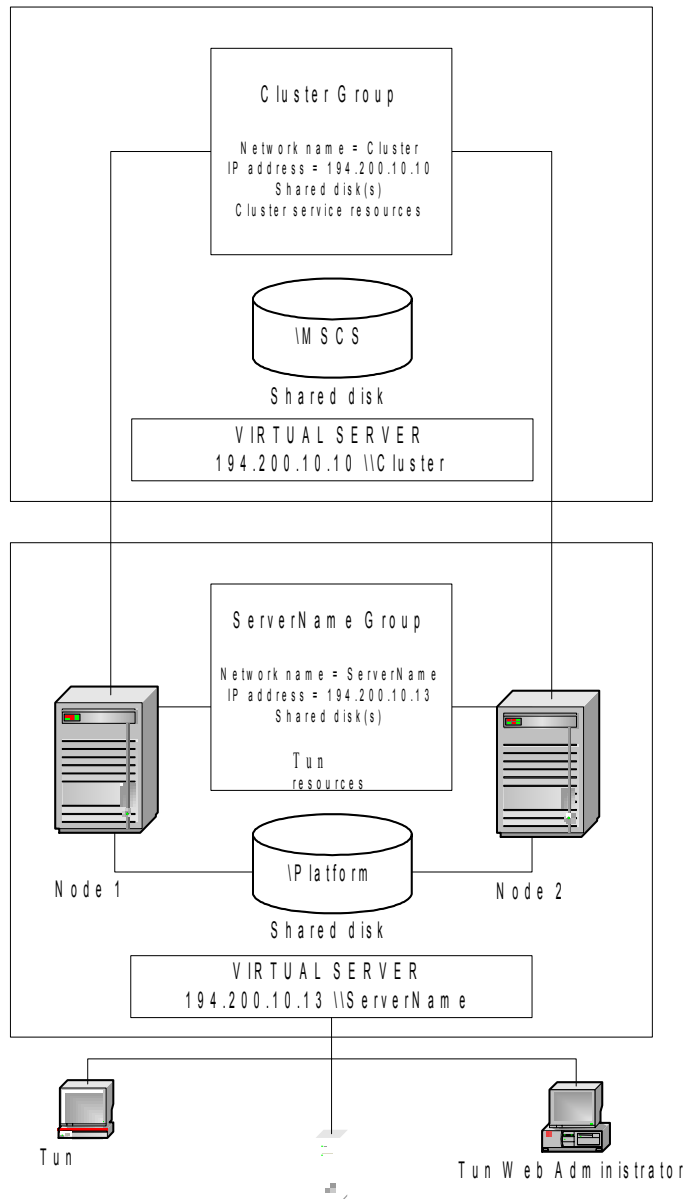 Cluster Group
Network name = Cluster
IP address = 194.200.10.10
Shared disk(s)
Cluster service resources
\MSCS
Shared disk
VIRTUAL SERVER
194.200.10.10 \\Cluster
ServerName Group
Network name = ServerName
IP address = 194.200.10.13
Shared disk(s)
Tun
resources
\Platform
Node 1
Node 2
Shared disk
VIRTUAL SERVER
194.200.10.13 \\ServerName
Tun
Tun Web Administrator